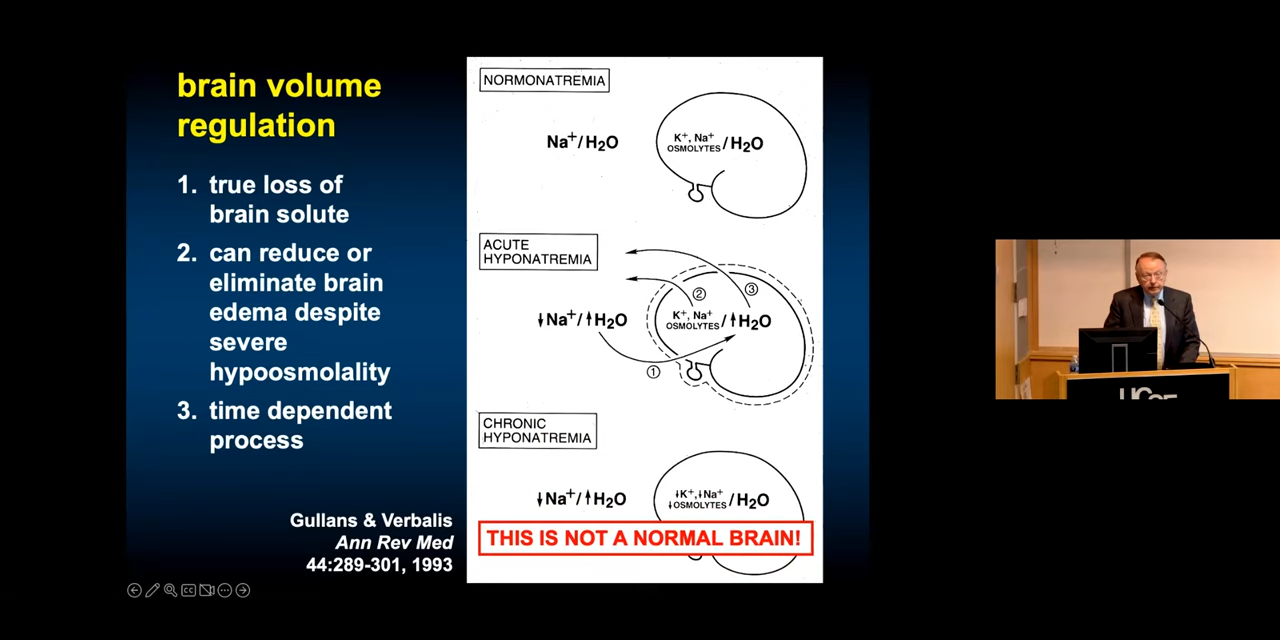 brain volume
regulation
1. true loss of
brain solute
2. can reduce or
eliminate brain
edema despite
severe
hypoosmolality
3. time dependent
process
Gullans & Verbalis
Ann Rev Med
44:289-301, 1993
NORMONATREMIA
Na⁺/H₂O
K⁺, Na⁺
OSMOLYTES /H₂O
ACUTE
HYPONATREMIA
②
③
↓Na⁺/↑H₂O
K⁺, Na⁺
OSMOLYTES /↑H₂O
①
CHRONIC
HYPONATREMIA
↓Na⁺/↑H₂O
↓K⁺,↓Na⁺
↓OSMOLYTES /H₂O
THIS IS NOT A NORMAL BRAIN!
CC